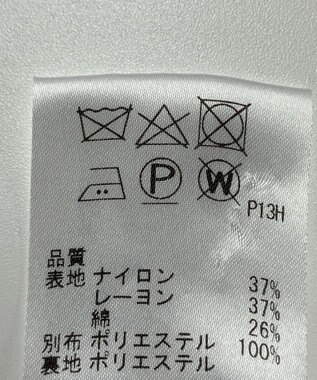 P W
P13H
品質
表地 ナイロン 37%
レーヨン 37%
綿 26%
別布 ポリエステル 100%
裏地 ポリエステル